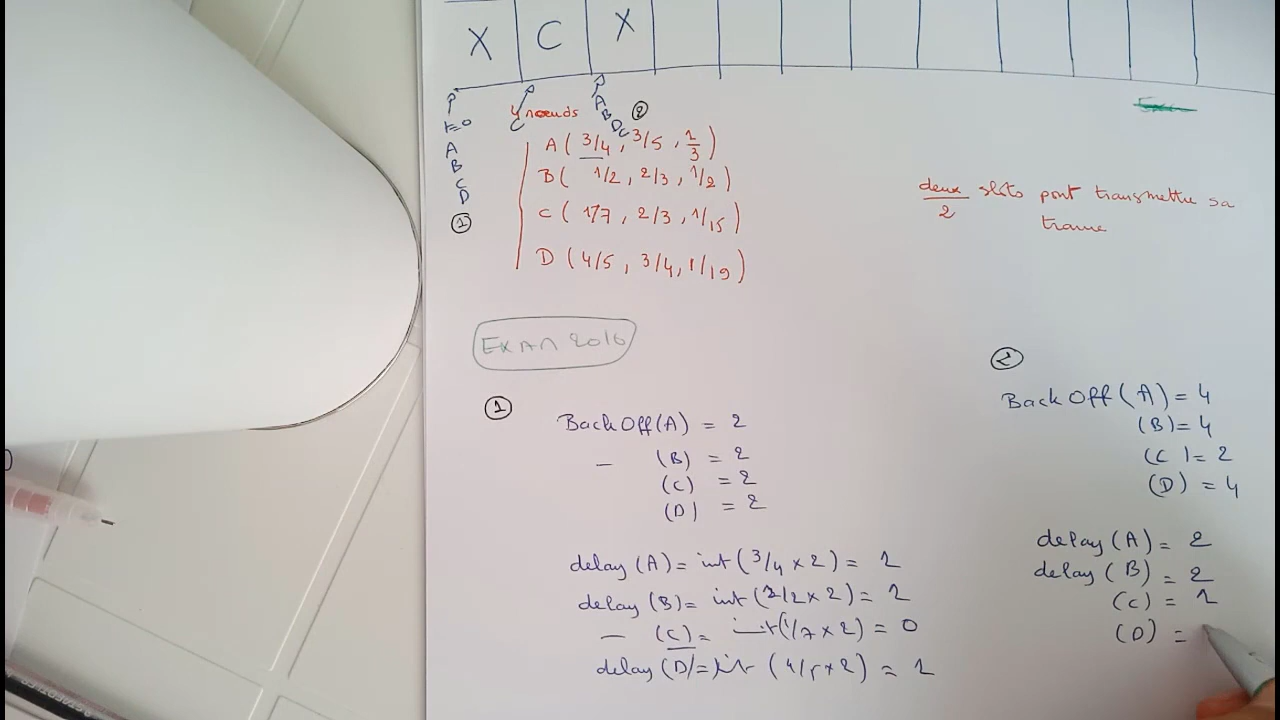 X C X
t=0
A
B
C
D
①
C
A
B
D C ②
4 nœuds
A ( 3/4 , 3/5 , 1/3 )
B ( 1/2 , 2/3 , 1/2 )
C ( 1/7 , 2/3 , 1/15 )
D ( 4/5 , 3/4 , 1/19 )
deux slots pont transmettre sa
2
trame
EXAM 2016
①
BackOff(A) = 2
— (B) = 2
(C) = 2
(D) = 2
delay (A) = int (3/4 × 2) = 1
delay (B) = int (1/2 × 2) = 1
— (C) = int (1/7 × 2) = 0
delay (D) = int (4/5 × 2) = 1
②
BackOff (A) = 4
(B) = 4
(C) = 2
(D) = 4
delay (A) = 2
delay (B) = 2
(C) = 1
(D) =